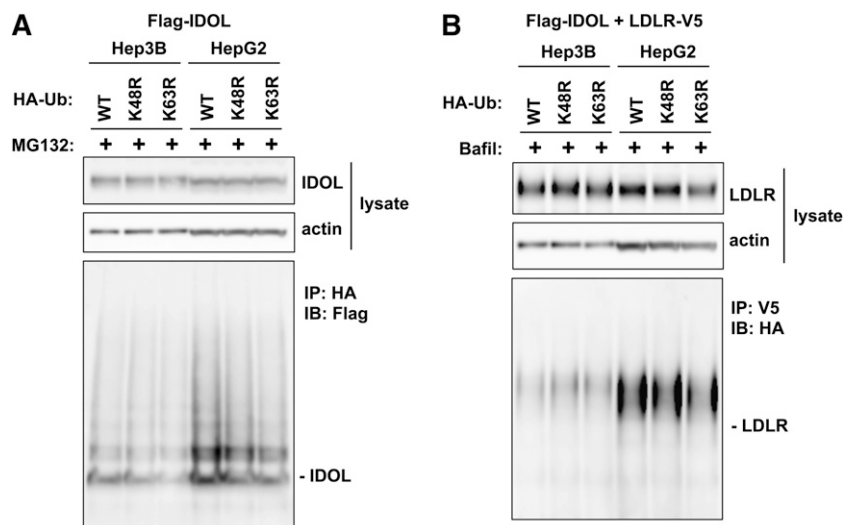 A
Flag-IDOL
Hep3B HepG2
HA-Ub: WT K48R K63R WT K48R K63R
MG132: + + + + + +
IDOL
lysate
actin
IP: HA
IB: Flag
- IDOL
B
Flag-IDOL + LDLR-V5
Hep3B HepG2
HA-Ub: WT K48R K63R WT K48R K63R
Bafil: + + + + + +
LDLR
lysate
actin
IP: V5
IB: HA
- LDLR